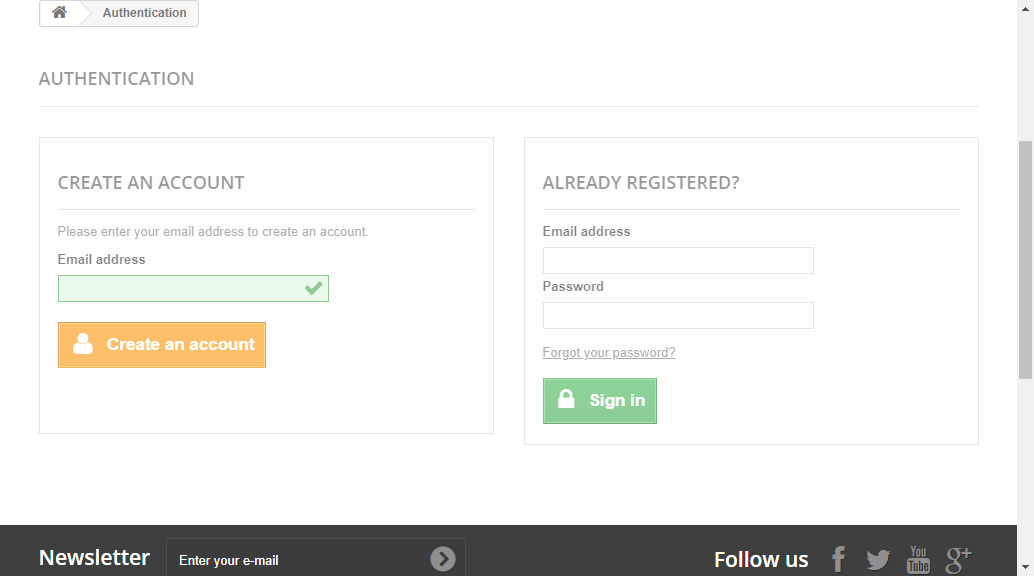 Authentication
AUTHENTICATION
CREATE AN ACCOUNT
Please enter your email address to create an account.
Email address
Create an account
ALREADY REGISTERED?
Email address
Password
Forgot your password?
Sign in
Newsletter
Enter your e-mail
Follow us
You
Tube
g+